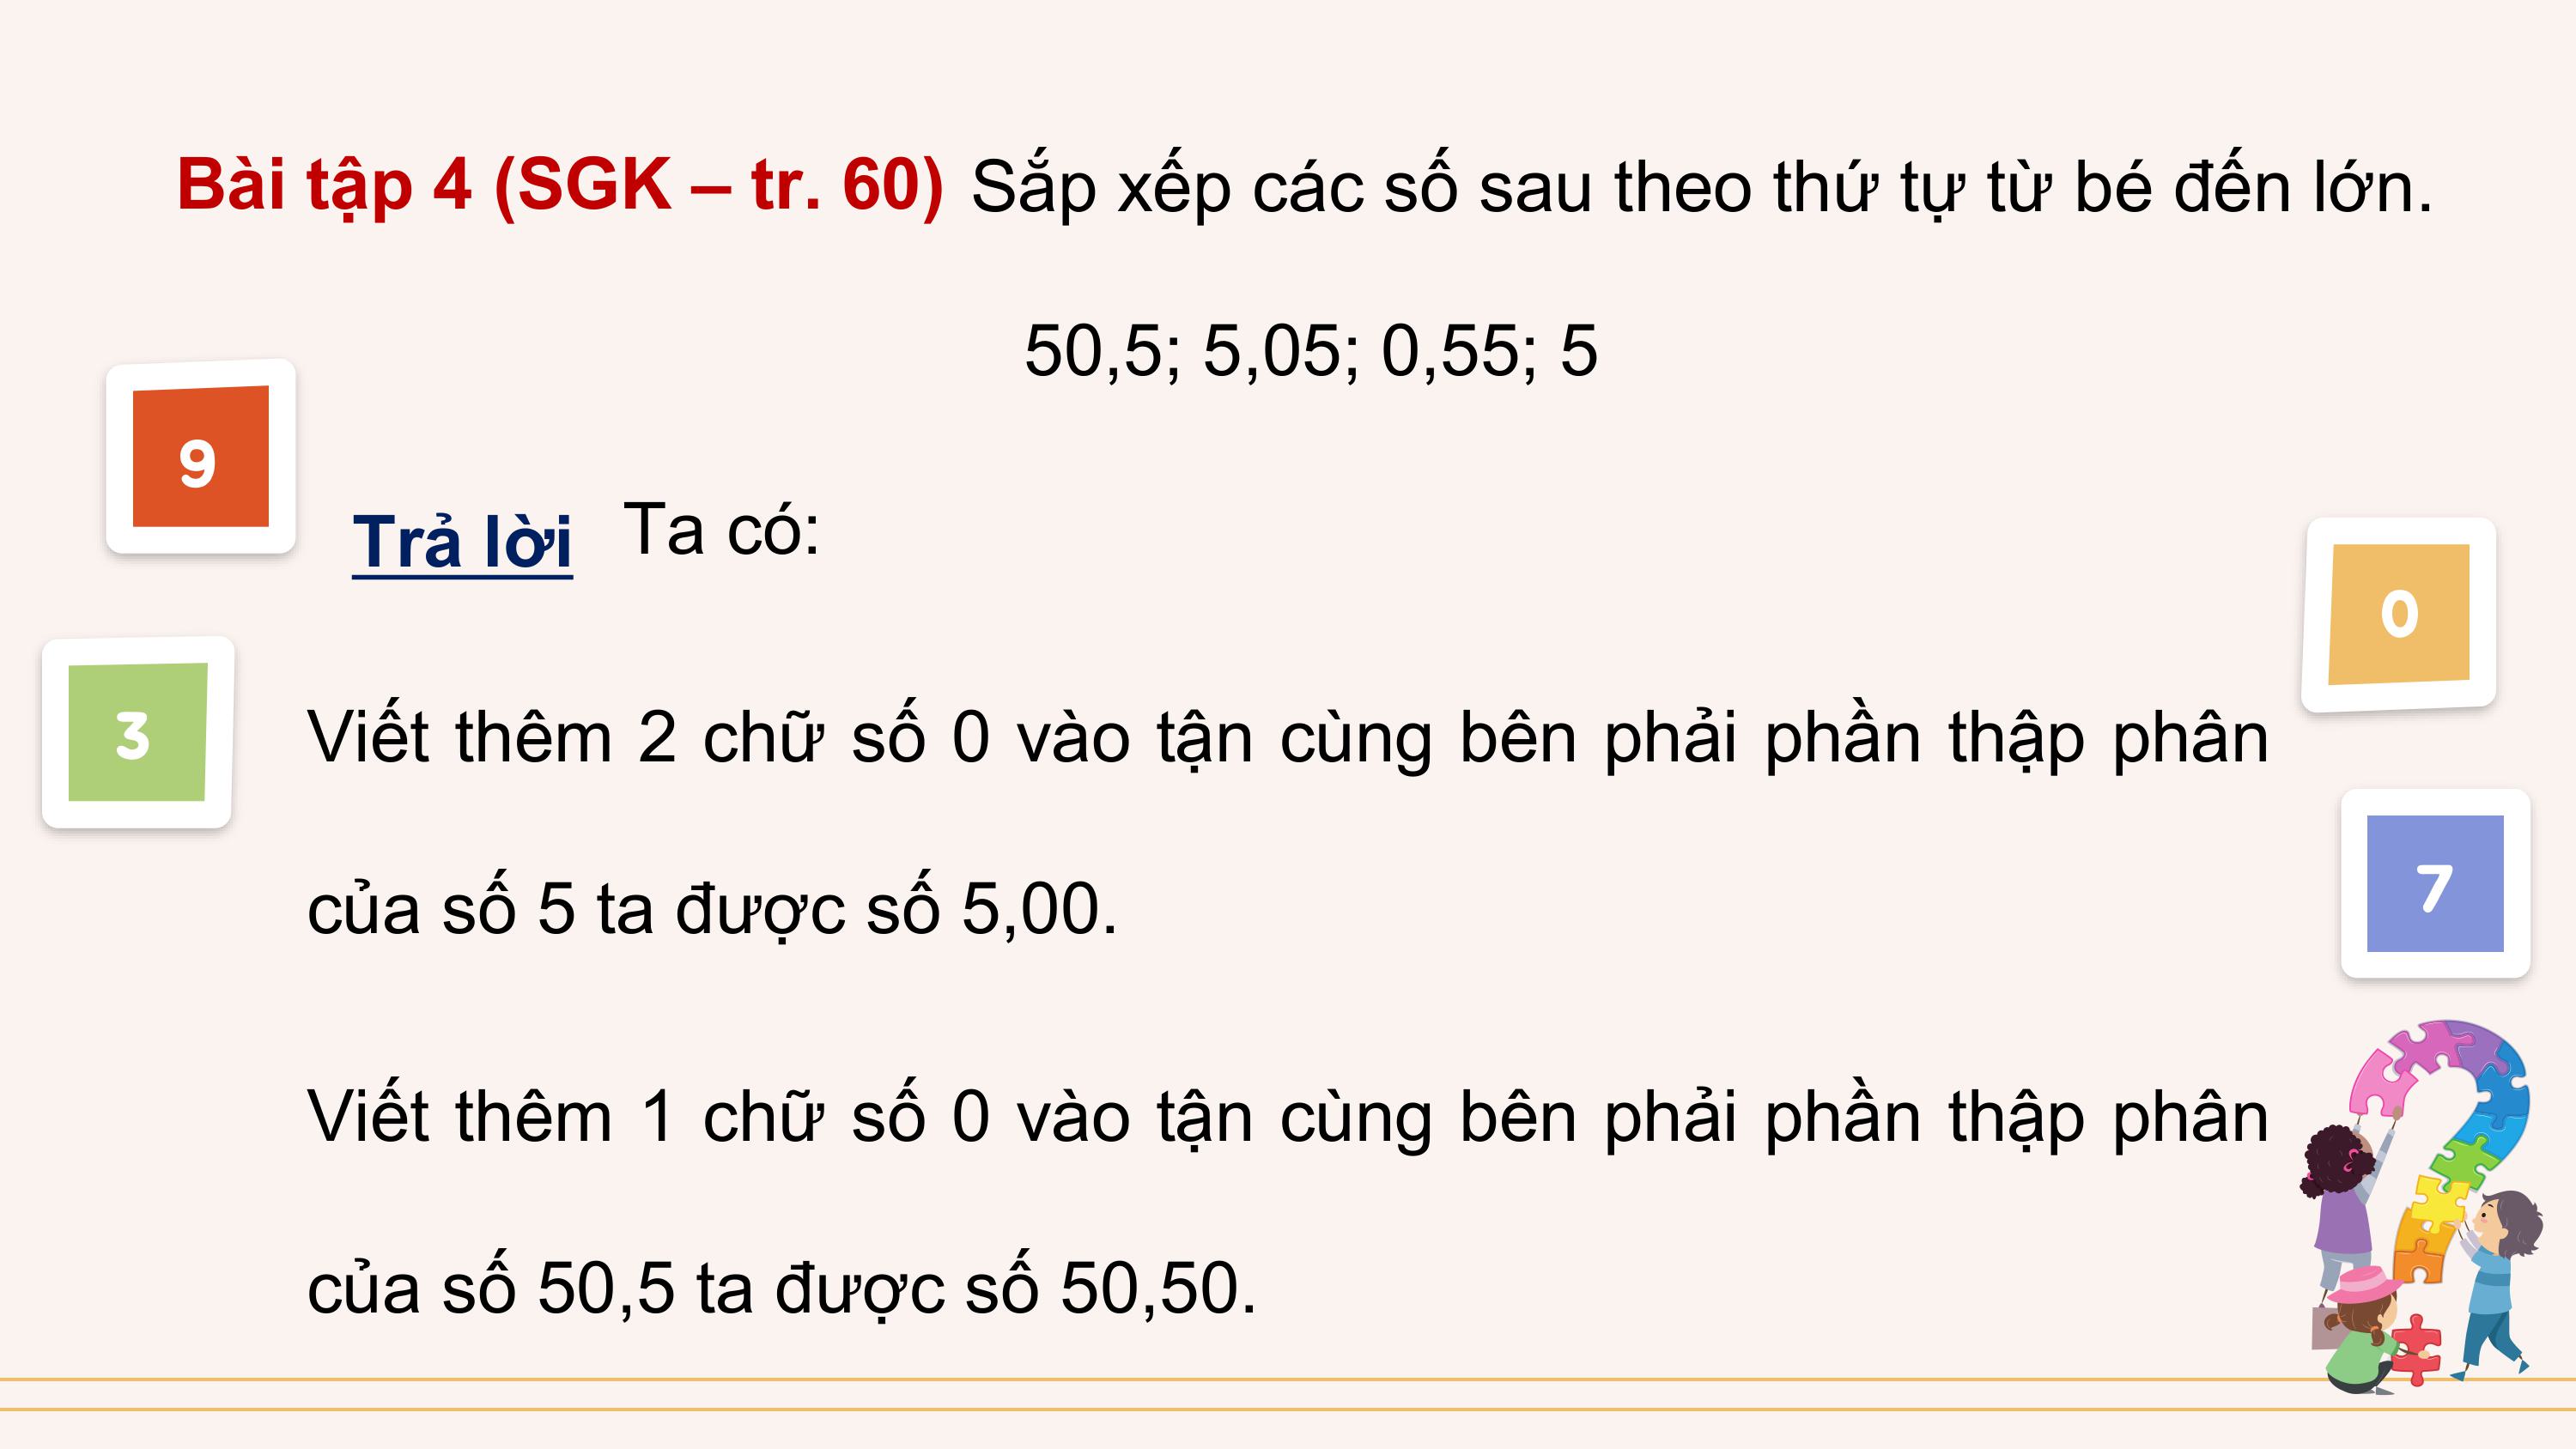 Bài tập 4 (SGK – tr. 60) Sắp xếp các số sau theo thứ tự từ bé đến lớn.
50,5; 5,05; 0,55; 5
9
Trả lời Ta có:
0
3
Viết thêm 2 chữ số 0 vào tận cùng bên phải phần thập phân
của số 5 ta được số 5,00.
7
Viết thêm 1 chữ số 0 vào tận cùng bên phải phần thập phân
của số 50,5 ta được số 50,50.